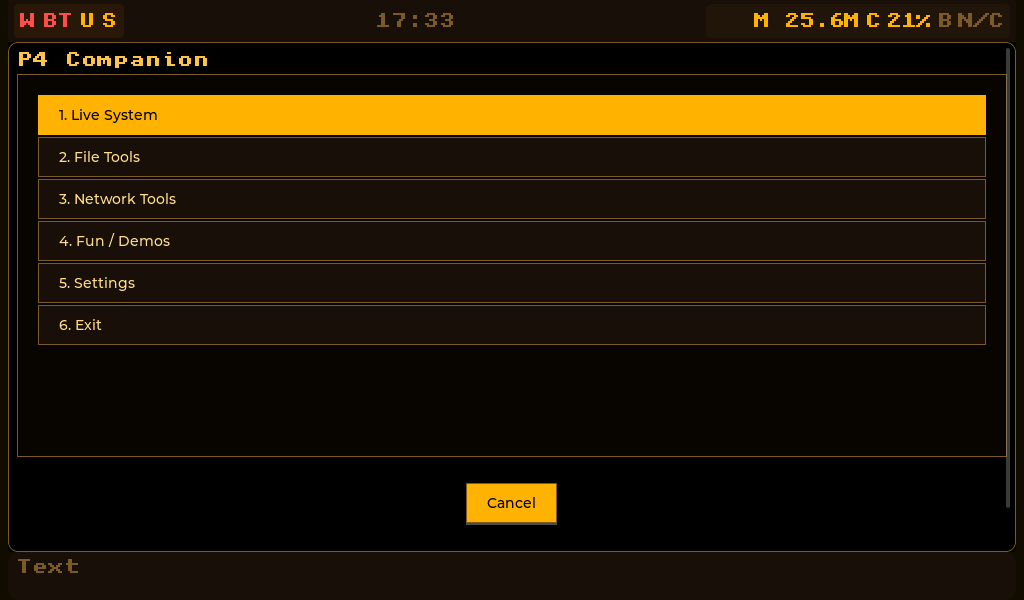 W BT U S 17:33 M 25.6M C 21% B N/C
P4 Companion
1. Live System
2. File Tools
3. Network Tools
4. Fun / Demos
5. Settings
6. Exit
Cancel
Text